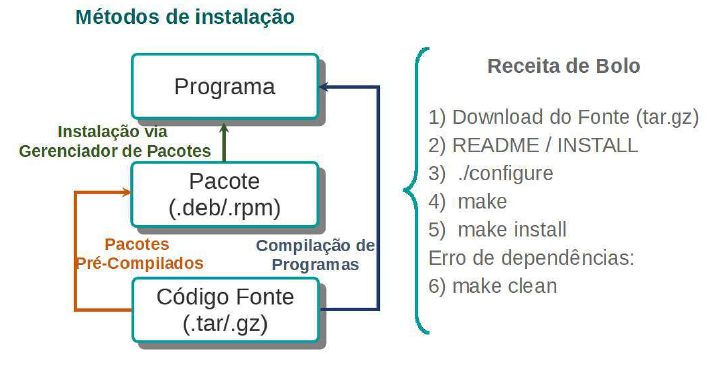 Métodos de instalação
Programa
Instalação via
Gerenciador de Pacotes
Pacote
(.deb/.rpm)
Pacotes
Pré-Compilados
Compilação de
Programas
Código Fonte
(.tar/.gz)
Receita de Bolo
1) Download do Fonte (tar.gz)
2) README / INSTALL
3) ./configure
4) make
5) make install
Erro de dependências:
6) make clean